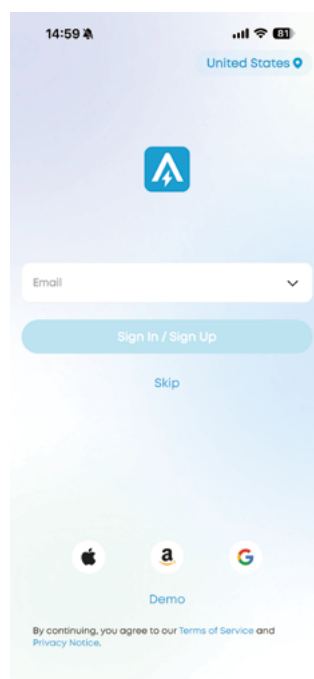 14:59
81
United States
Email
Sign In / Sign Up
Skip
a
G
Demo
By continuing, you agree to our Terms of Service and
Privacy Notice.